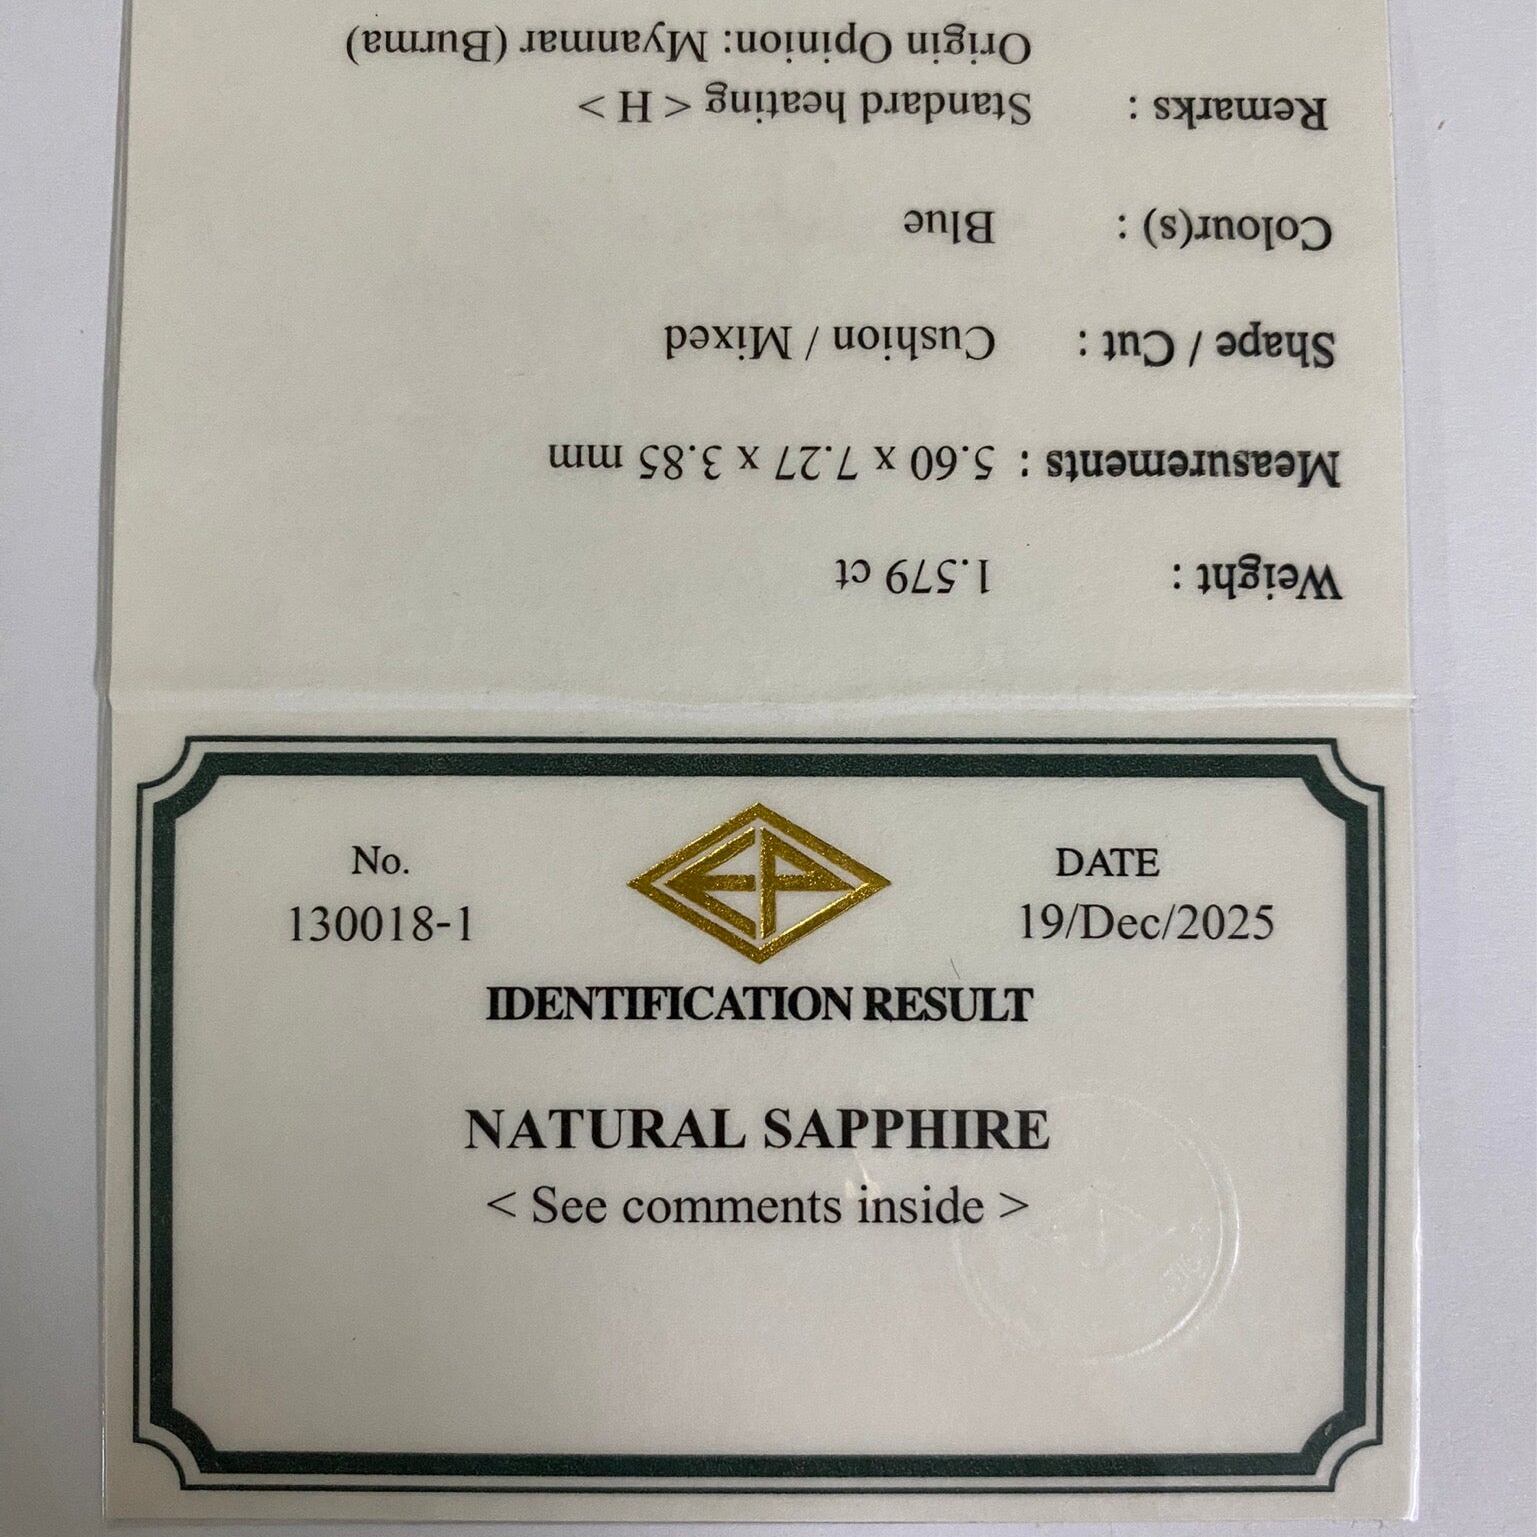 No.
130018-1
EP
DATE
19/Dec/2025
IDENTIFICATION RESULT
NATURAL SAPPHIRE
< See comments inside >
Weight : 1.579 ct
Measurements : 5.60 x 7.27 x 3.85 mm
Shape / Cut : Cushion / Mixed
Colour(s) : Blue
Remarks : Standard heating < H >
Origin Opinion: Myanmar (Burma)